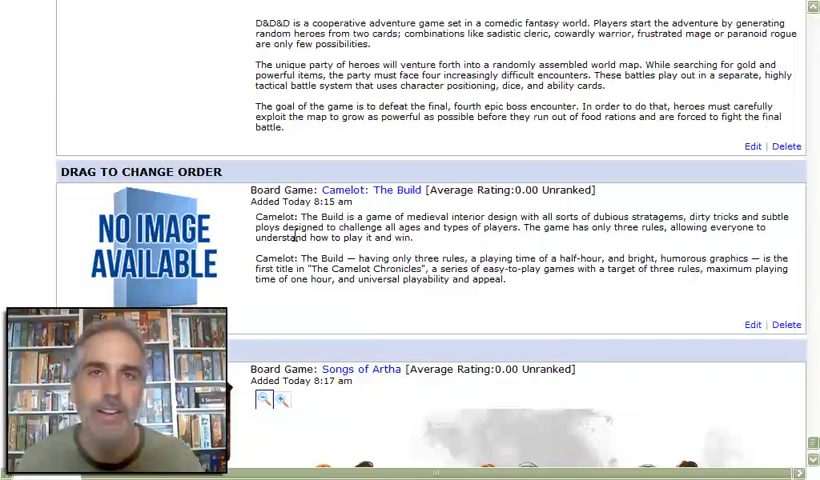 D&D&D is a cooperative adventure game set in a comedic fantasy world. Players start the adventure by generating
random heroes from two cards; combinations like sadistic cleric, cowardly warrior, frustrated mage or paranoid rogue
are only few possibilities.
The unique party of heroes will venture forth into a randomly assembled world map. While searching for gold and
powerful items, the party must face four increasingly difficult encounters. These battles play out in a separate, highly
tactical battle system that uses character positioning, dice, and ability cards.
The goal of the game is to defeat the final, fourth epic boss encounter. In order to do that, heroes must carefully
exploit the map to grow as powerful as possible before they run out of food rations and are forced to fight the final
battle.
Edit | Delete
DRAG TO CHANGE ORDER
NO IMAGE
AVAILABLE
Board Game: Camelot: The Build [Average Rating:0.00 Unranked]
Added Today 8:15 am
Camelot: The Build is a game of medieval interior design with all sorts of dubious stratagems, dirty tricks and subtle
ploys designed to challenge all ages and types of players. The game has only three rules, allowing everyone to
understand how to play it and win.
Camelot: The Build — having only three rules, a playing time of a half-hour, and bright, humorous graphics — is the
first title in "The Camelot Chronicles", a series of easy-to-play games with a target of three rules, maximum playing
time of one hour, and universal playability and appeal.
Edit | Delete
Board Game: Songs of Artha [Average Rating:0.00 Unranked]
Added Today 8:17 am